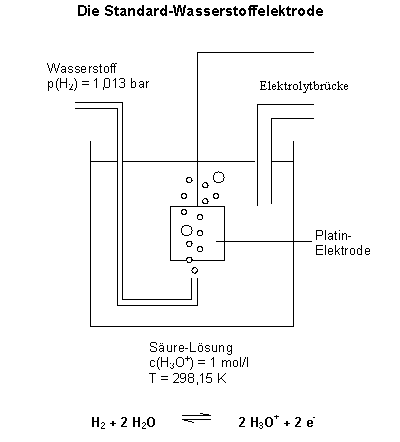 Die Standard-Wasserstoffelektrode
Wasserstoff
p(H₂) = 1,013 bar
Elektrolytbrücke
Platin-
Elektrode
Säure-Lösung
c(H₃O⁺) = 1 mol/l
T = 298,15 K
H₂ + 2 H₂O ⇌ 2 H₃O⁺ + 2 e⁻